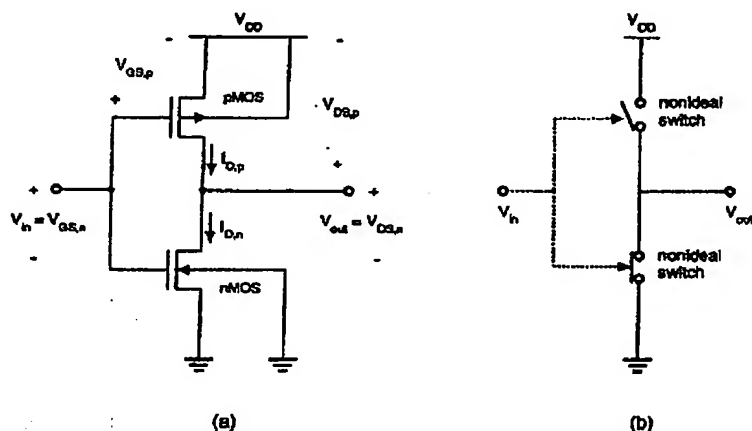 V_DD
V_GS,p
+
-
pMOS
V_DS,p
-
+
I_D,p
+
V_in = V_GS,n
-
I_D,n
+
V_out = V_DS,n
-
nMOS
(a)
V_DD
nonideal
switch
V_in
V_out
nonideal
switch
(b)